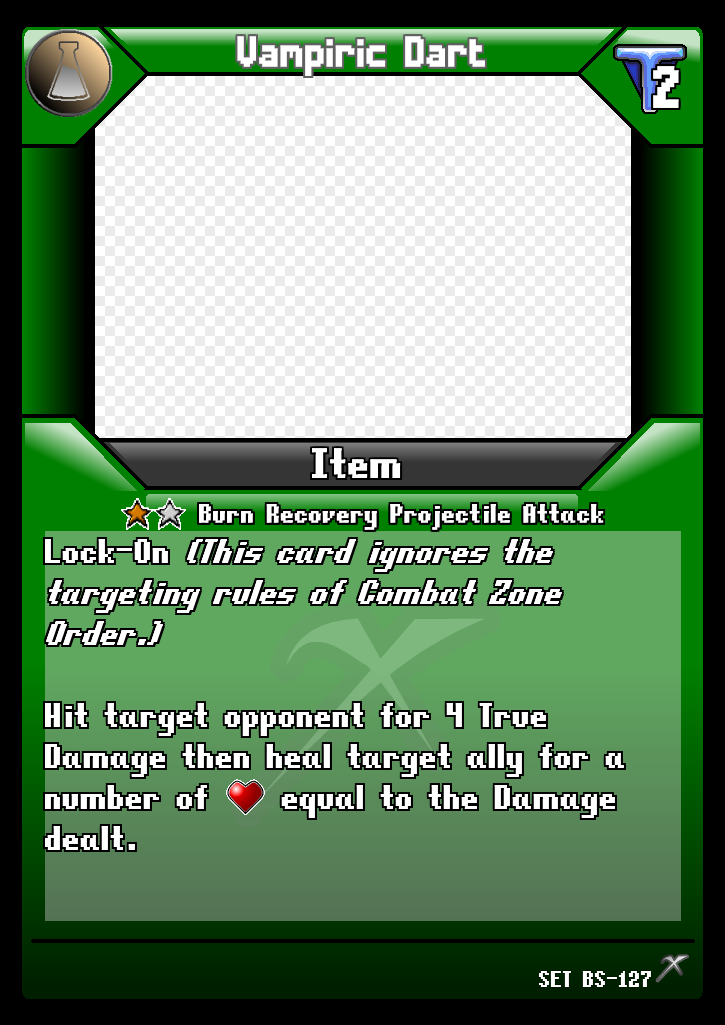 Vampiric Dart
T2
Item
Burn Recovery Projectile Attack
Lock-On (This card ignores the
targeting rules of Combat Zone
Order.)
Hit target opponent for 4 True
Damage then heal target ally for a
number of equal to the Damage
dealt.
SET BS-127